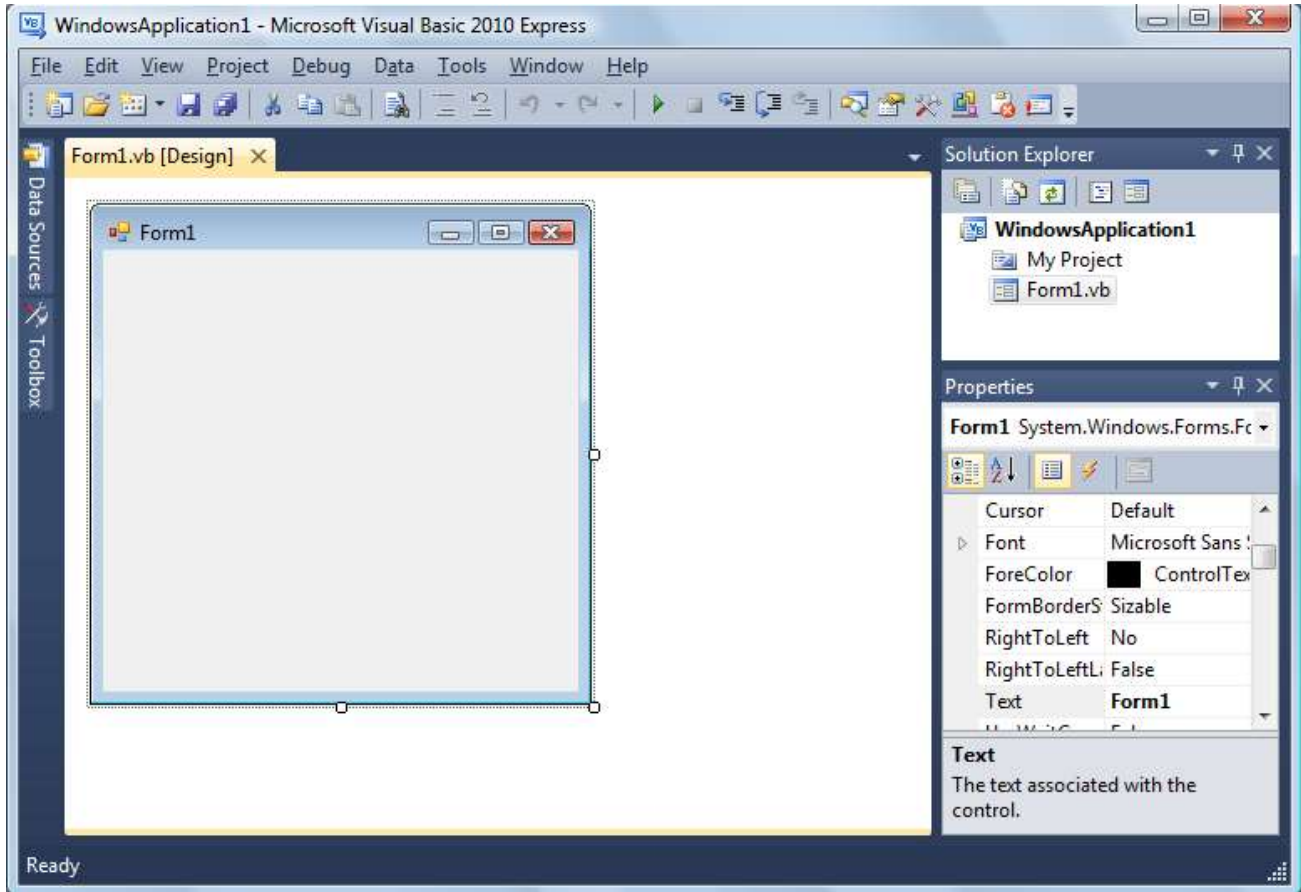 WindowsApplication1 - Microsoft Visual Basic 2010 Express
File Edit View Project Debug Data Tools Window Help
Data Sources
Toolbox
Form1.vb [Design]
Form1
Solution Explorer
WindowsApplication1
My Project
Form1.vb
Properties
Form1 System.Windows.Forms.Fc
Cursor Default
Font Microsoft Sans
ForeColor ControlTex
FormBorderS Sizable
RightToLeft No
RightToLeftL False
Text Form1
Text
The text associated with the
control.
Ready